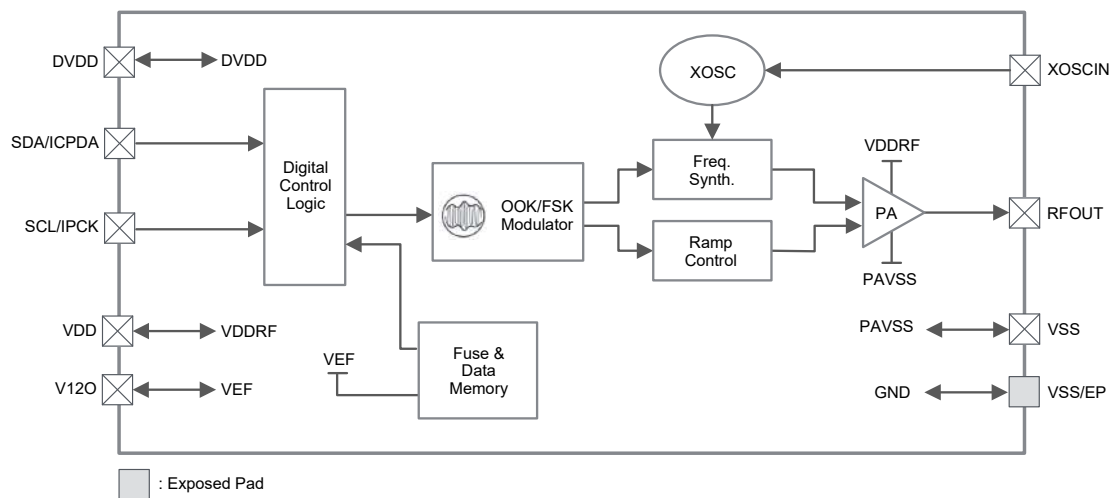 DVDD
DVDD
XOSC
XOSCIN
SDA/ICPDA
Digital
Control
Logic
Freq.
Synth.
VDDRF
OOK/FSK
Modulator
PA
RFOUT
SCL/IPCK
Ramp
Control
PAVSS
VDD
VDDRF
PAVSS
VSS
VEF
Fuse &
Data
Memory
V12O
VEF
GND
VSS/EP
: Exposed Pad